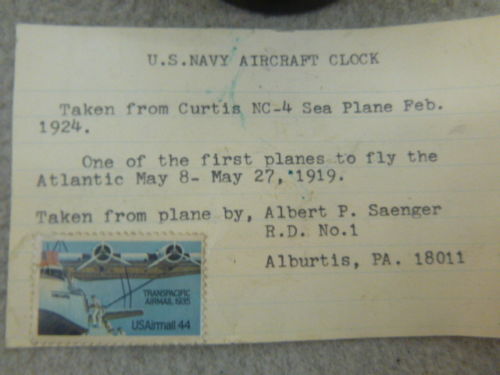 U.S.NAVY AIRCRAFT CLOCK
Taken from Curtis NC-4 Sea Plane Feb.
1924.
One of the first planes to fly the
Atlantic May 8- May 27, 1919.
Taken from plane by, Albert P. Saenger
R.D. No.1
Alburtis, PA. 18011
TRANSPACIFIC
AIRMAIL 1935
USAirmail 44